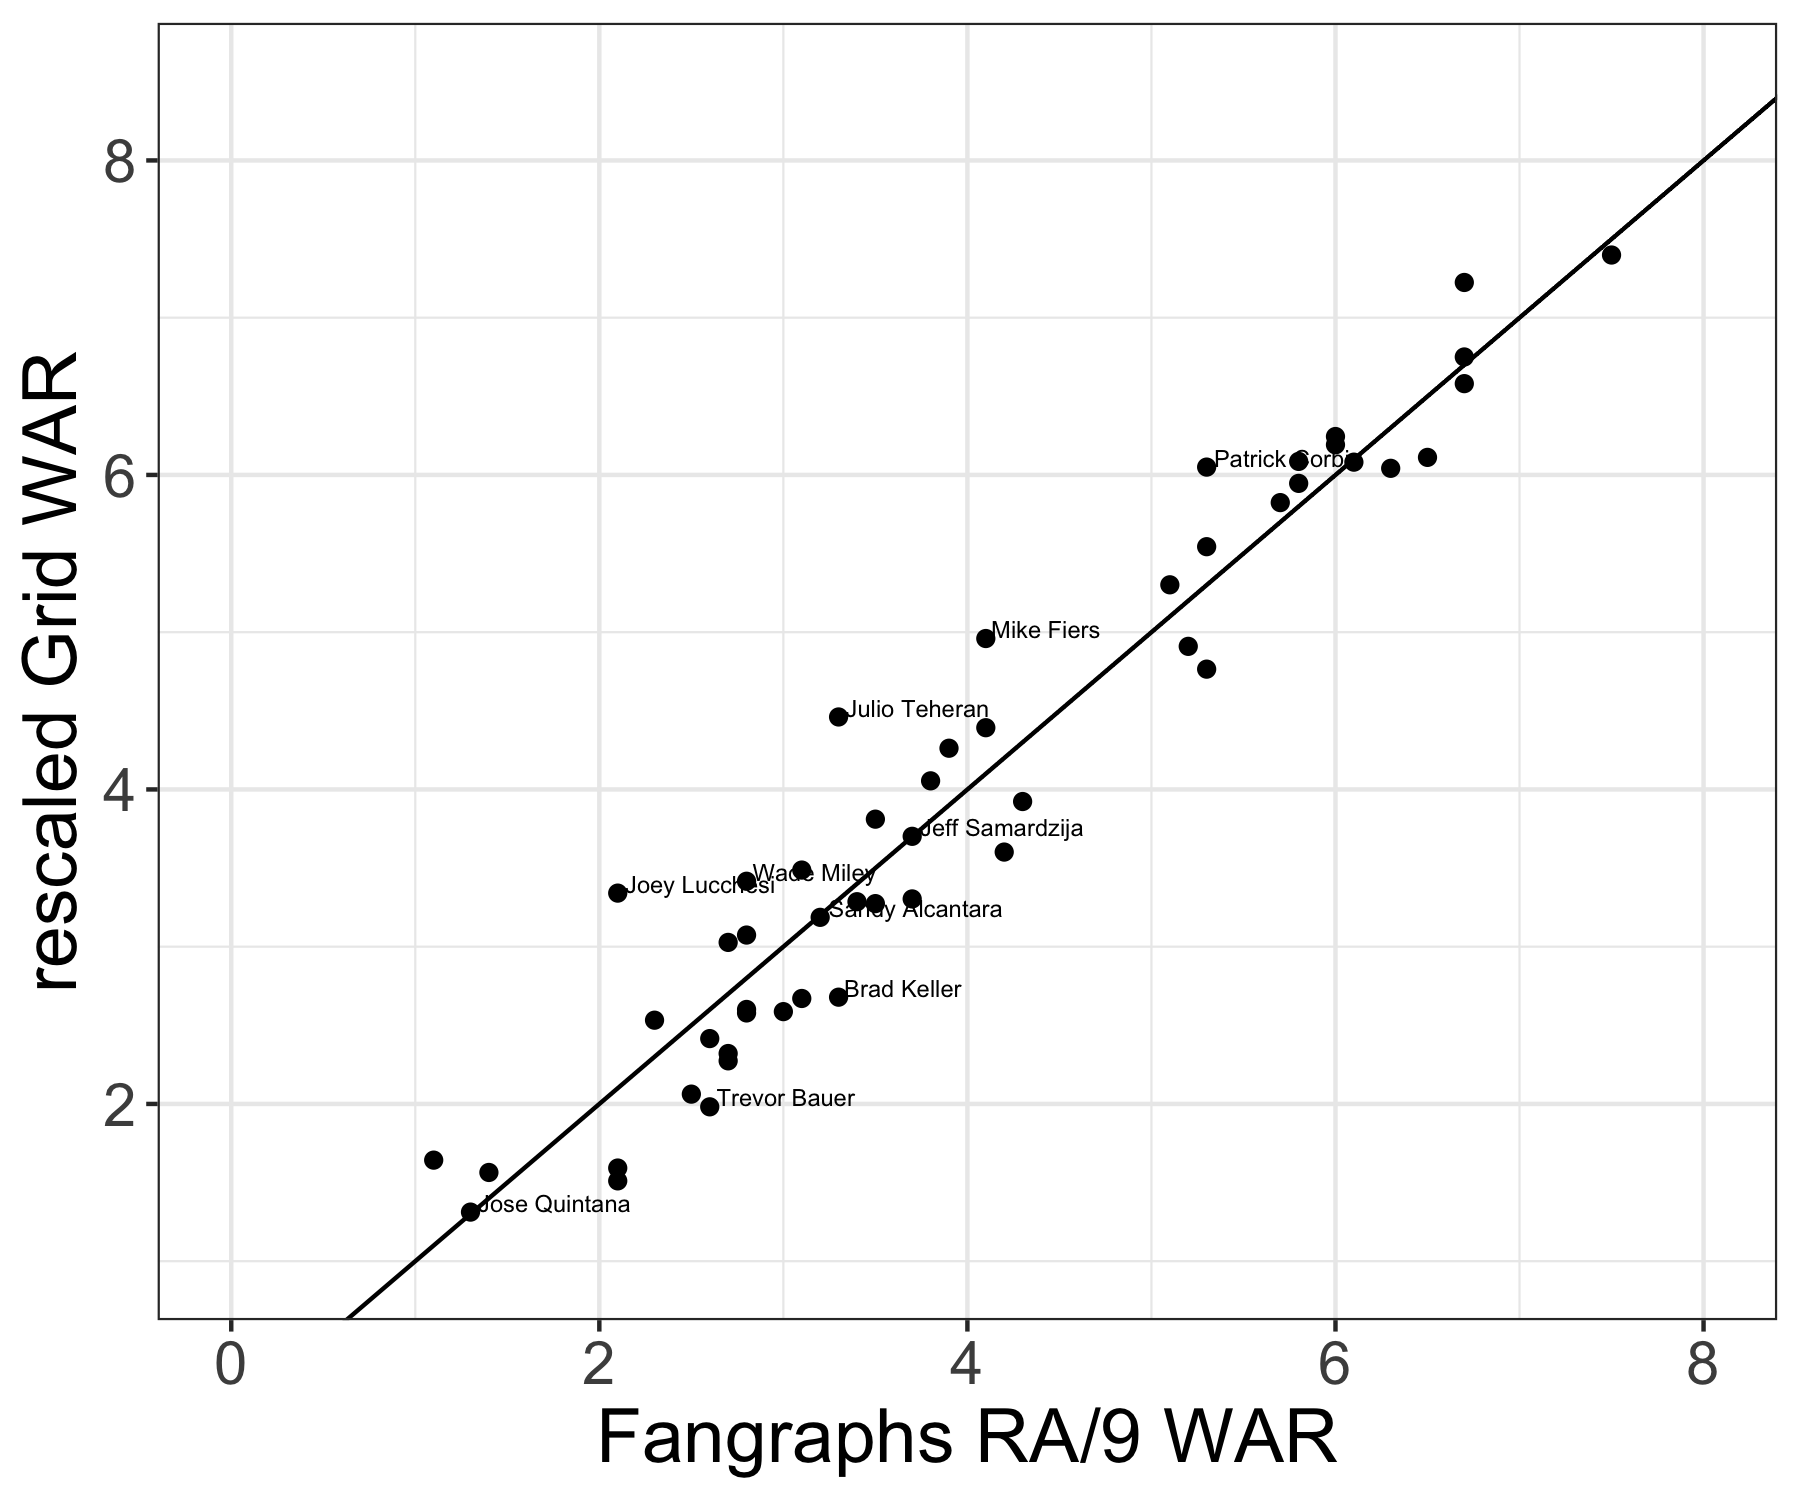 rescaled Grid WAR
8
6
4
2
Patrick Corbin
Mike Fiers
Julio Teheran
Jeff Samardzija
Wade Miley
Joey Lucchesi
Sandy Alcantara
Brad Keller
Trevor Bauer
Jose Quintana
0 2 4 6 8
Fangraphs RA/9 WAR